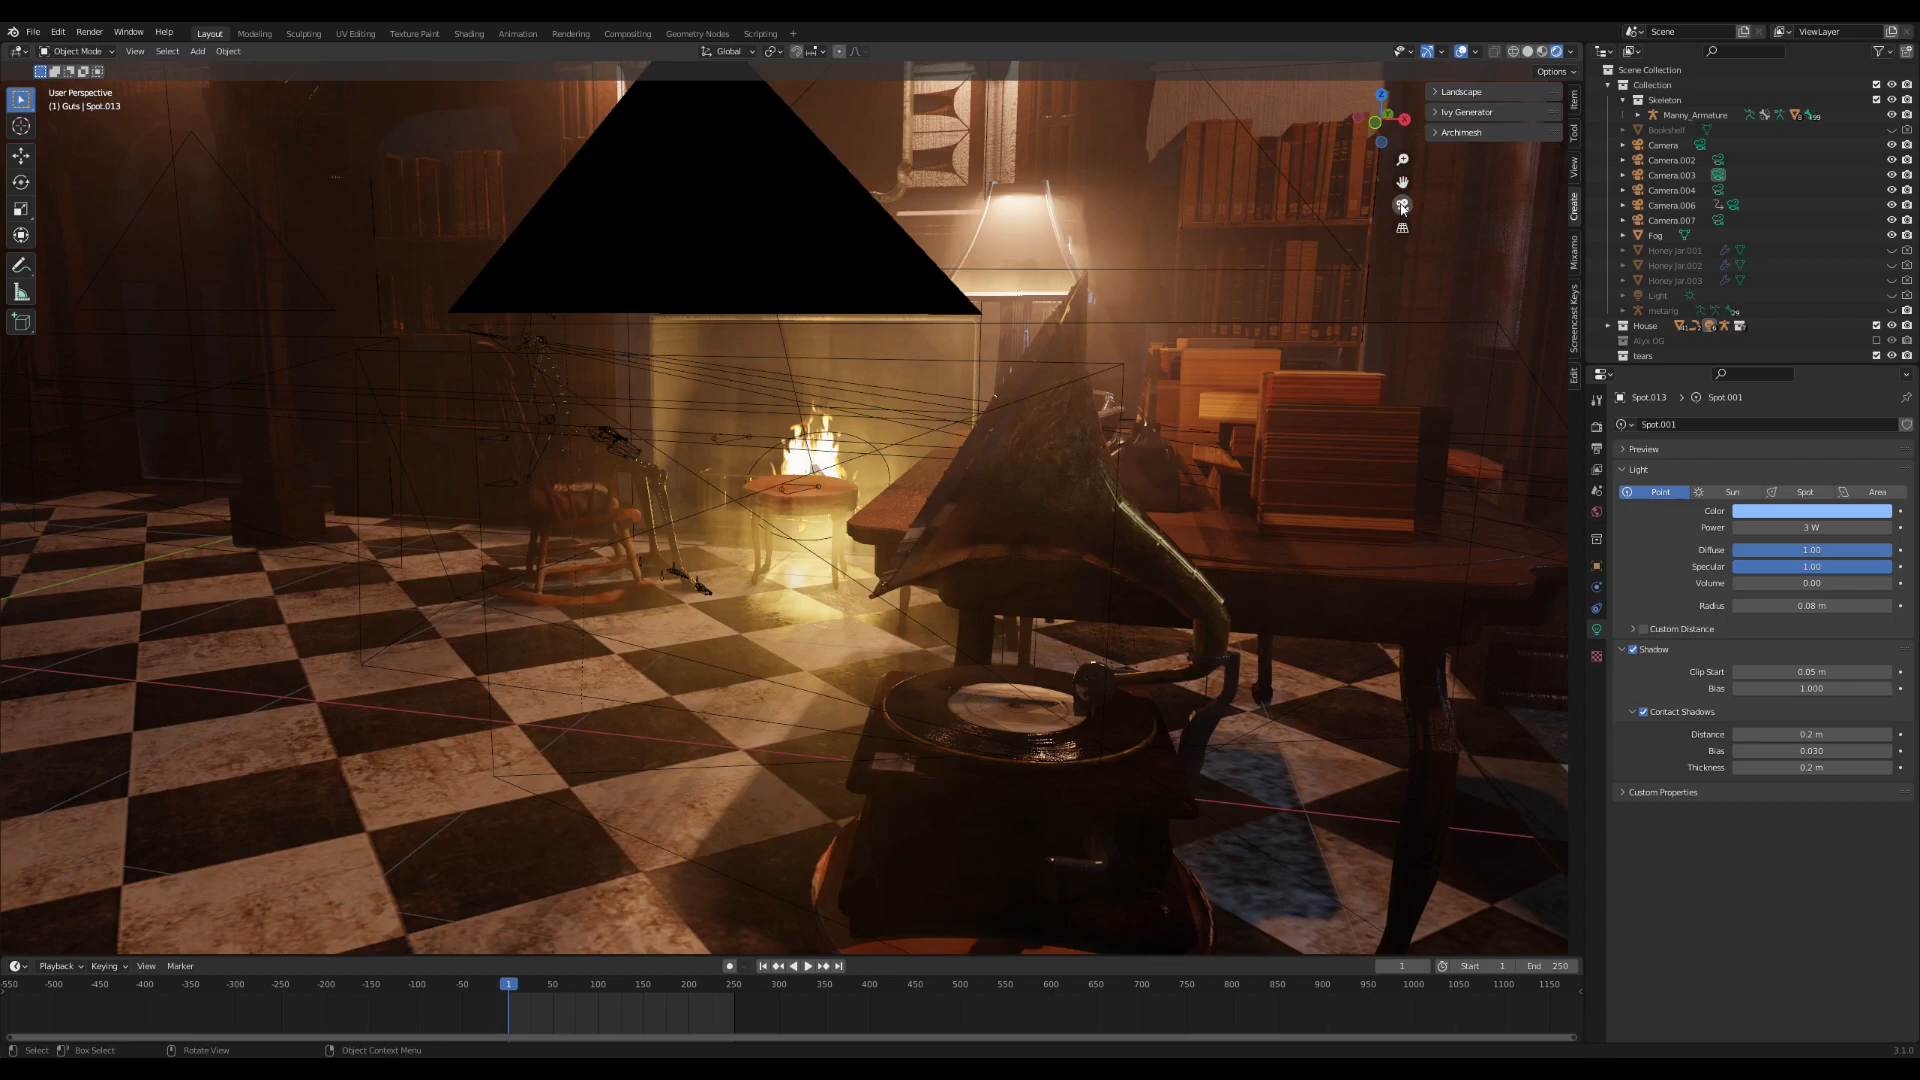 File Edit Render Window Help
Layout Modeling Sculpting UV Editing Texture Paint Shading Animation Rendering Compositing Geometry Nodes Scripting +
Scene ViewLayer
Object Mode View Select Add Object
Global
Options
User Perspective
(1) Guts | Spot.013
Z
Y
X
Landscape
Ivy Generator
Archimesh
Item
Tool
View
Create
Mixamo
Screencast Keys
Edit
Scene Collection
Collection
Skeleton
Manny_Armature
Bookshelf
Camera
Camera.002
Camera.003
Camera.004
Camera.006
Camera.007
Fog
Honey Jar.001
Honey Jar.002
Honey Jar.003
Light
metarig 29
House
Alyx OG
tears
Spot.013 > Spot.001
Spot.001
Preview
Light
Point Sun Spot Area
Color
Power 3 W
Diffuse 1.00
Specular 1.00
Volume 0.00
Radius 0.08 m
Custom Distance
Shadow
Clip Start 0.05 m
Bias 1.000
Contact Shadows
Distance 0.2 m
Bias 0.030
Thickness 0.2 m
Custom Properties
Playback Keying View Marker
1 Start 1 End 250
-550 -500 -450 -400 -350 -300 -250 -200 -150 -100 -50 1 50 100 150 200 250 300 350 400 450 500 550 600 650 700 750 800 850 900 950 1000 1050 1100 1150
Select Box Select Rotate View Object Context Menu
3.1.0